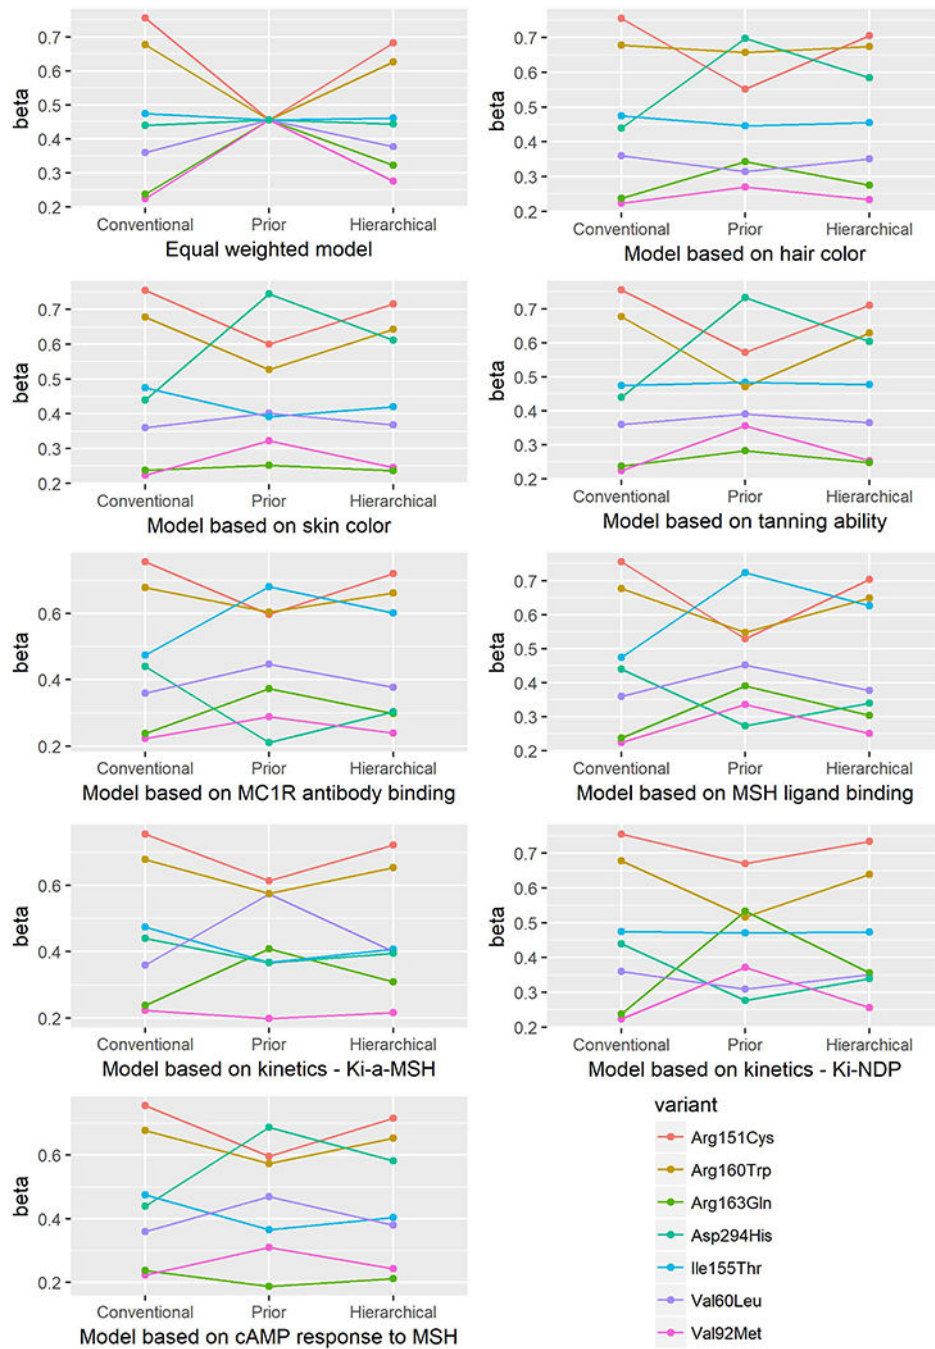 0.7
0.6
0.5
0.4
0.3
0.2
beta
Conventional Prior Hierarchical
Equal weighted model
0.7
0.6
0.5
0.4
0.3
0.2
beta
Conventional Prior Hierarchical
Model based on hair color
0.7
0.6
0.5
0.4
0.3
0.2
beta
Conventional Prior Hierarchical
Model based on skin color
0.7
0.6
0.5
0.4
0.3
0.2
beta
Conventional Prior Hierarchical
Model based on tanning ability
0.6
0.4
0.2
beta
Conventional Prior Hierarchical
Model based on MC1R antibody binding
0.7
0.6
0.5
0.4
0.3
0.2
beta
Conventional Prior Hierarchical
Model based on MSH ligand binding
0.6
0.4
0.2
beta
Conventional Prior Hierarchical
Model based on kinetics - Ki-a-MSH
0.7
0.6
0.5
0.4
0.3
0.2
beta
Conventional Prior Hierarchical
Model based on kinetics - Ki-NDP
0.6
0.4
0.2
beta
Conventional Prior Hierarchical
Model based on cAMP response to MSH
variant
Arg151Cys
Arg160Trp
Arg163Gln
Asp294His
Ile155Thr
Val60Leu
Val92Met